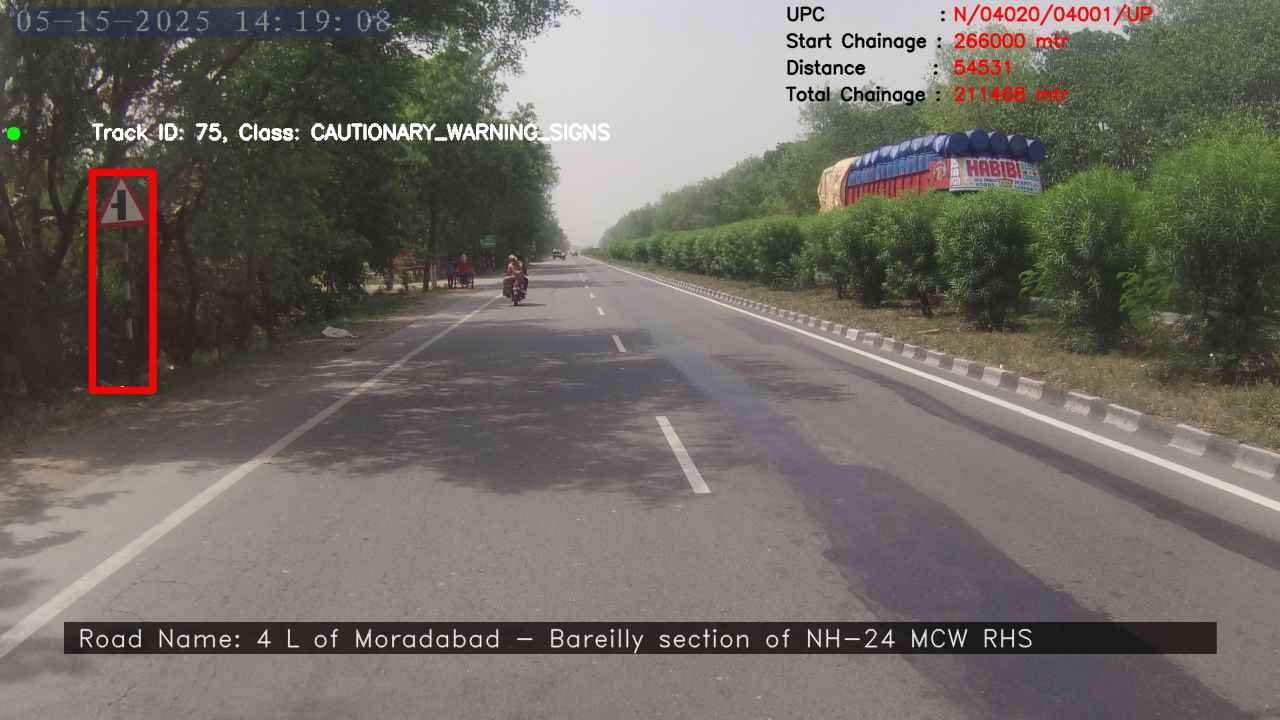 05-15-2025 14:19:08
UPC : N/04020/04001/UP
Start Chainage : 266000 mtr
Distance : 54531
Total Chainage : 211468 mtr
Track ID: 75, Class: CAUTIONARY_WARNING_SIGNS
HABIBI
Road Name: 4 L of Moradabad - Bareilly section of NH-24 MCW RHS